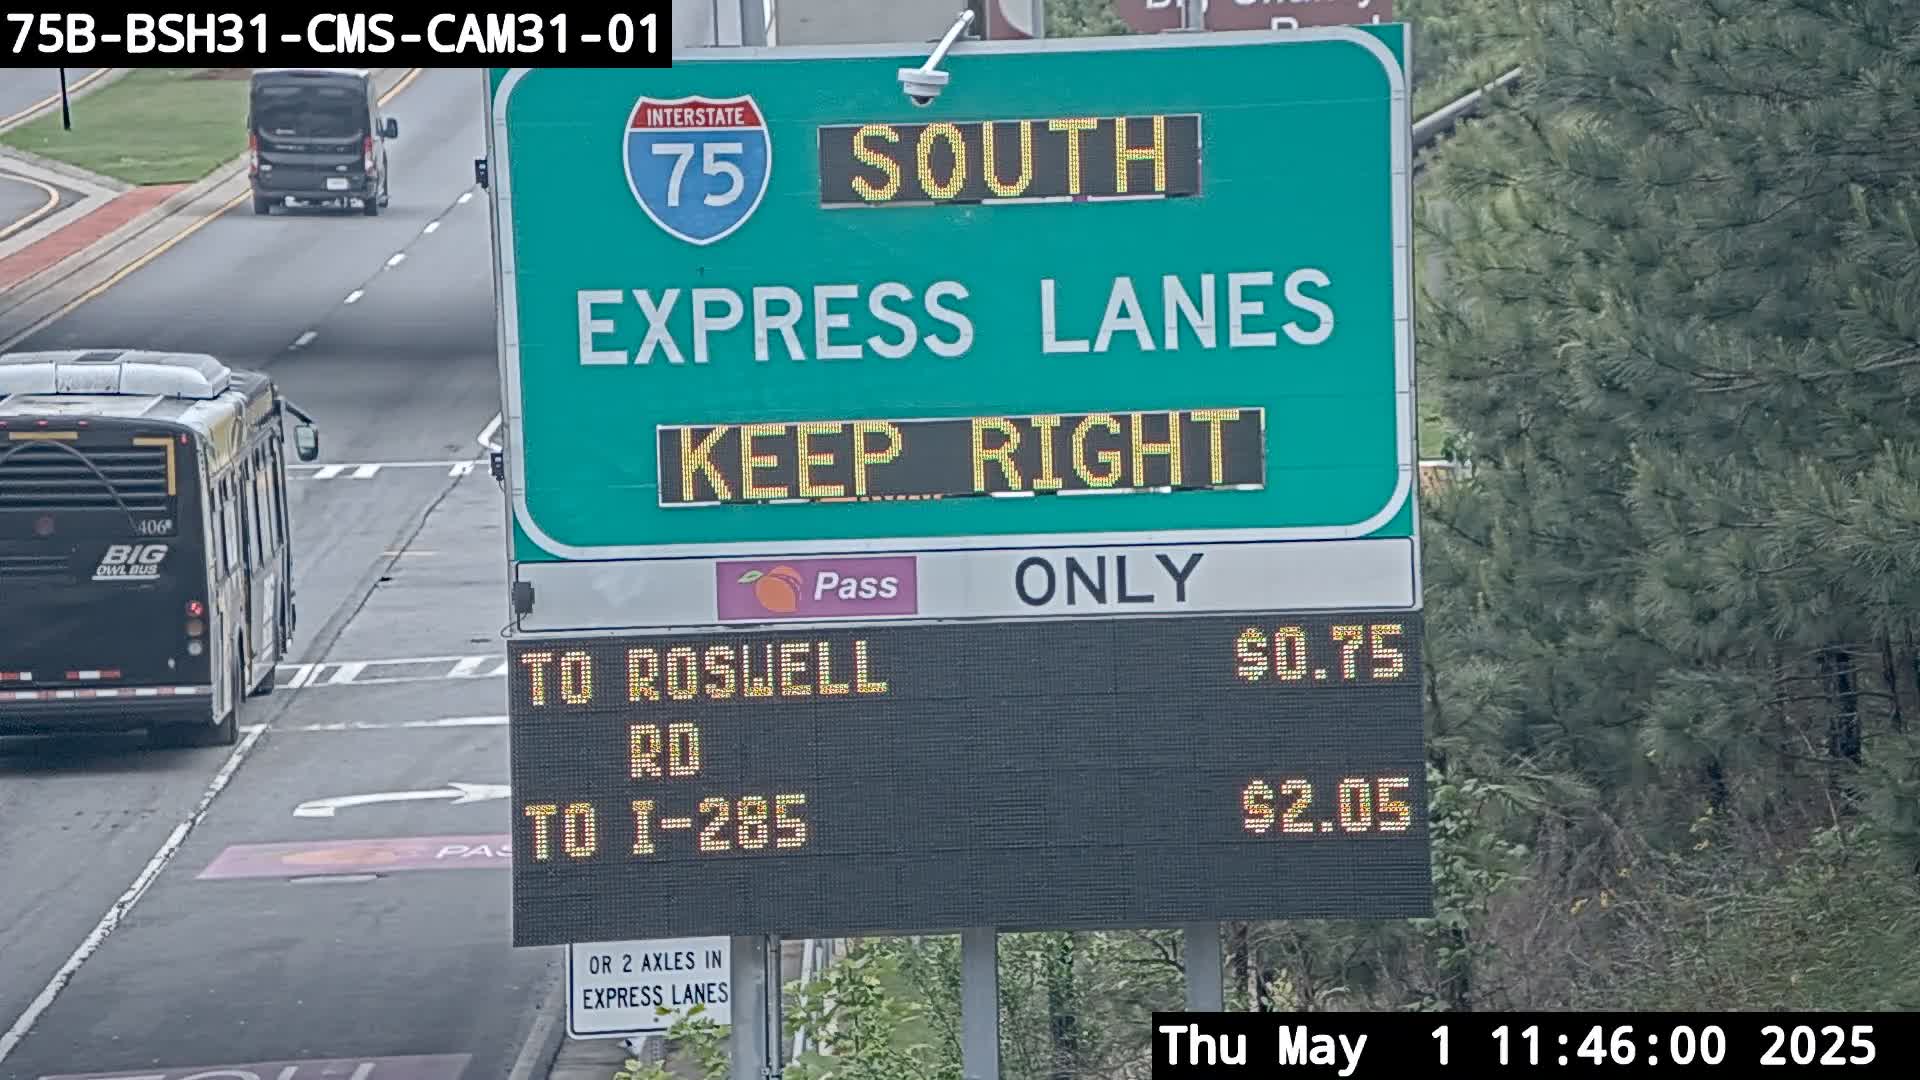 75B-BSH31-CMS-CAM31-01
INTERSTATE
75
SOUTH
EXPRESS LANES
KEEP RIGHT
Pass
ONLY
TO ROSWELL $0.75
RD
TO I-285 $2.05
406
BIG
OWL BUS
OR 2 AXLES IN
EXPRESS LANES
Thu May 1 11:46:00 2025